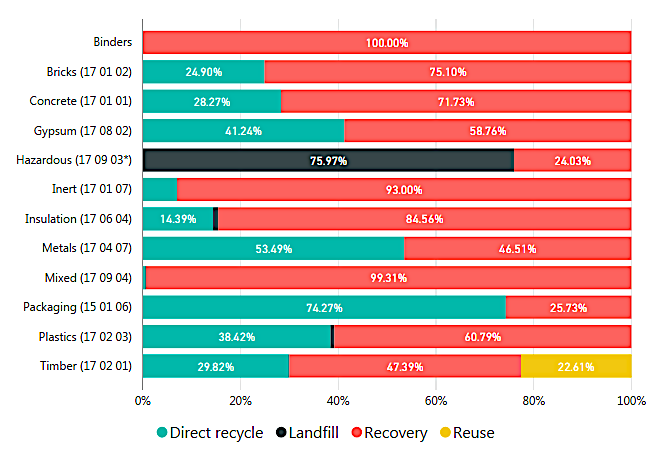 Binders 100.00%
Bricks (17 01 02) 24.90% 75.10%
Concrete (17 01 01) 28.27% 71.73%
Gypsum (17 08 02) 41.24% 58.76%
Hazardous (17 09 03*) 75.97% 24.03%
Inert (17 01 07) 93.00%
Insulation (17 06 04) 14.39% 84.56%
Metals (17 04 07) 53.49% 46.51%
Mixed (17 09 04) 99.31%
Packaging (15 01 06) 74.27% 25.73%
Plastics (17 02 03) 38.42% 60.79%
Timber (17 02 01) 29.82% 47.39% 22.61%
0% 20% 40% 60% 80% 100%
Direct recycle Landfill Recovery Reuse